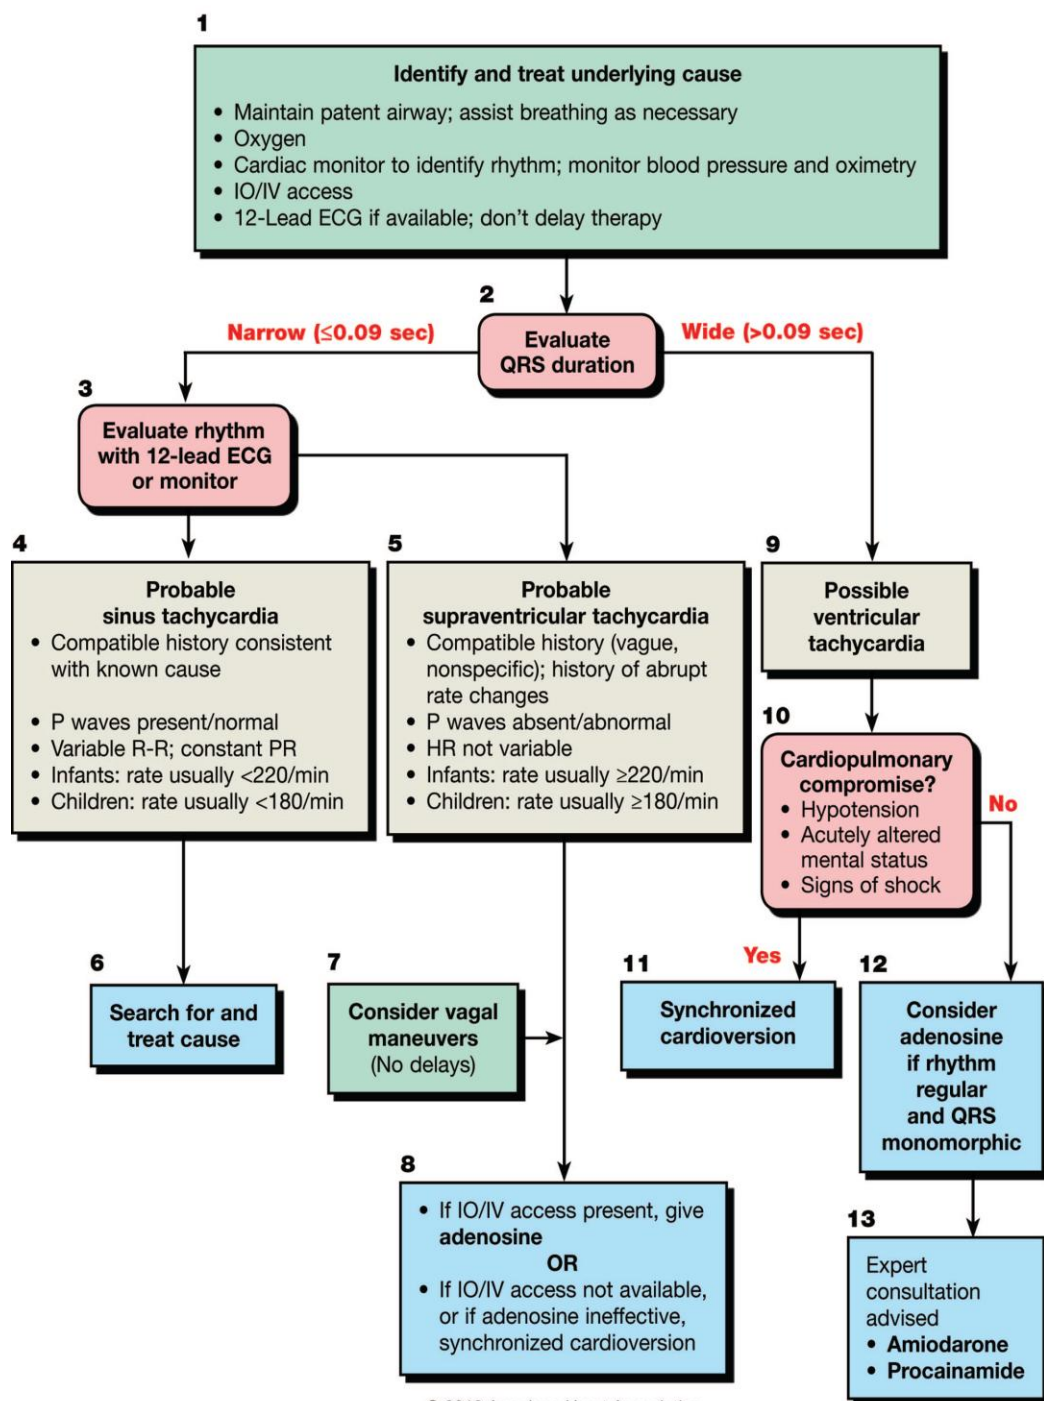 1
Identify and treat underlying cause
• Maintain patent airway; assist breathing as necessary
• Oxygen
• Cardiac monitor to identify rhythm; monitor blood pressure and oximetry
• IO/IV access
• 12-Lead ECG if available; don't delay therapy
2
Narrow (≤0.09 sec)
Evaluate
QRS duration
Wide (>0.09 sec)
3
Evaluate rhythm
with 12-lead ECG
or monitor
4
Probable
sinus tachycardia
• Compatible history consistent
with known cause
• P waves present/normal
• Variable R-R; constant PR
• Infants: rate usually <220/min
• Children: rate usually <180/min
5
Probable
supraventricular tachycardia
• Compatible history (vague,
nonspecific); history of abrupt
rate changes
• P waves absent/abnormal
• HR not variable
• Infants: rate usually ≥220/min
• Children: rate usually ≥180/min
9
Possible
ventricular
tachycardia
10
Cardiopulmonary
compromise?
• Hypotension
• Acutely altered
mental status
• Signs of shock
No
Yes
6
Search for and
treat cause
7
Consider vagal
maneuvers
(No delays)
11
Synchronized
cardioversion
12
Consider
adenosine
if rhythm
regular
and QRS
monomorphic
8
• If IO/IV access present, give
adenosine
OR
• If IO/IV access not available,
or if adenosine ineffective,
synchronized cardioversion
13
Expert
consultation
advised
• Amiodarone
• Procainamide